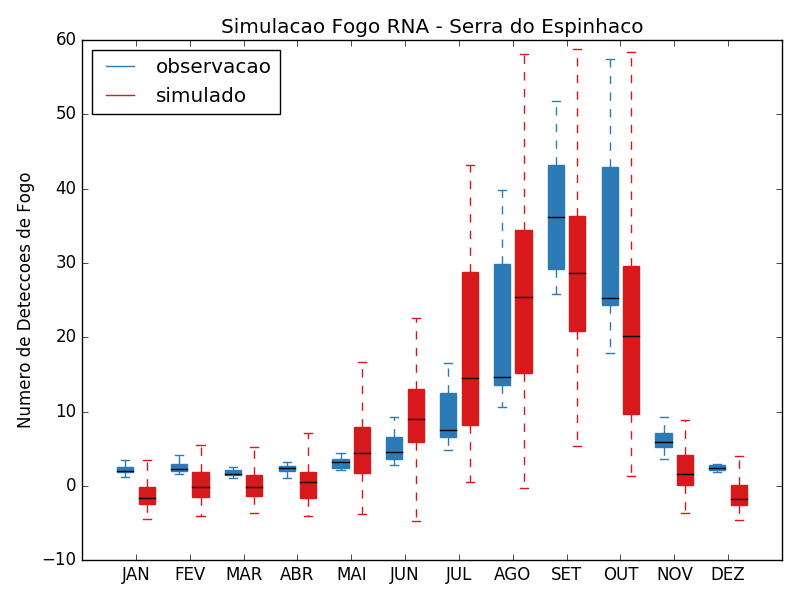 Simulacao Fogo RNA - Serra do Espinhaco
observacao
simulado
Numero de Deteccoes de Fogo
60
50
40
30
20
10
0
−10
JAN FEV MAR ABR MAI JUN JUL AGO SET OUT NOV DEZ